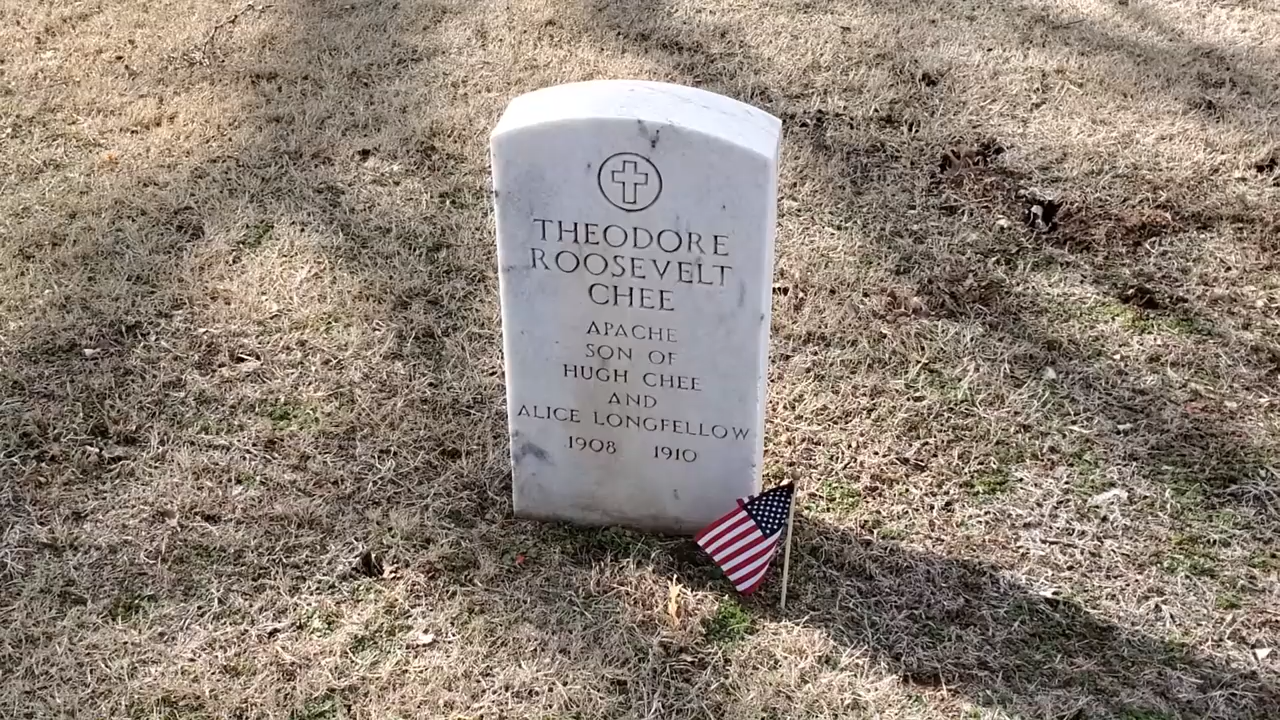 THEODORE
ROOSEVELT
CHEE
APACHE
SON OF
HUGH CHEE
AND
ALICE LONGFELLOW
1908 1910